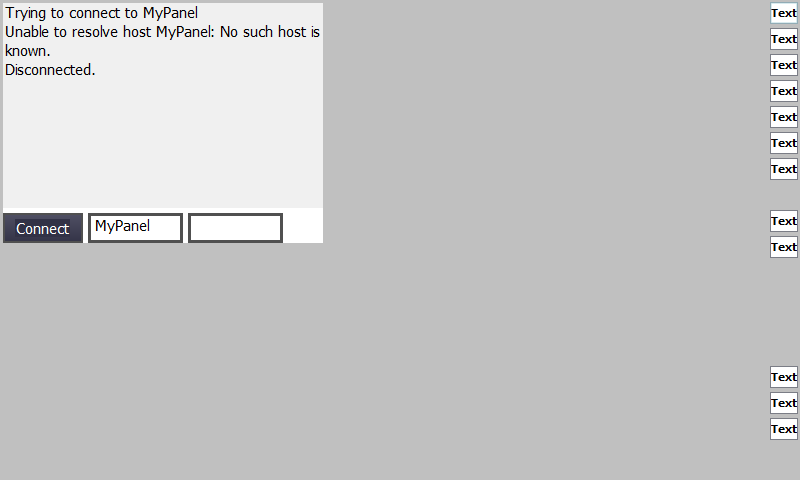 Trying to connect to MyPanel
Unable to resolve host MyPanel: No such host is
known.
Disconnected.
Connect
MyPanel
Text
Text
Text
Text
Text
Text
Text
Text
Text
Text
Text
Text